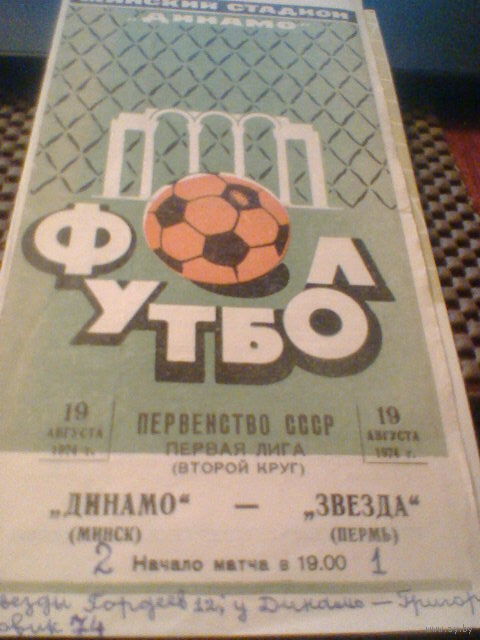 МИНСКИЙ СТАДИОН
„ДИНАМО"
ФУТБОЛ
19 АВГУСТА 1974 г.
ПЕРВЕНСТВО СССР
ПЕРВАЯ ЛИГА
(ВТОРОЙ КРУГ)
19 АВГУСТА 1974 г.
„ДИНАМО" — „ЗВЕЗДА"
(МИНСК) (ПЕРМЬ)
2 Начало матча в 19.00 1
Гордеев 12; у Динамо —
74